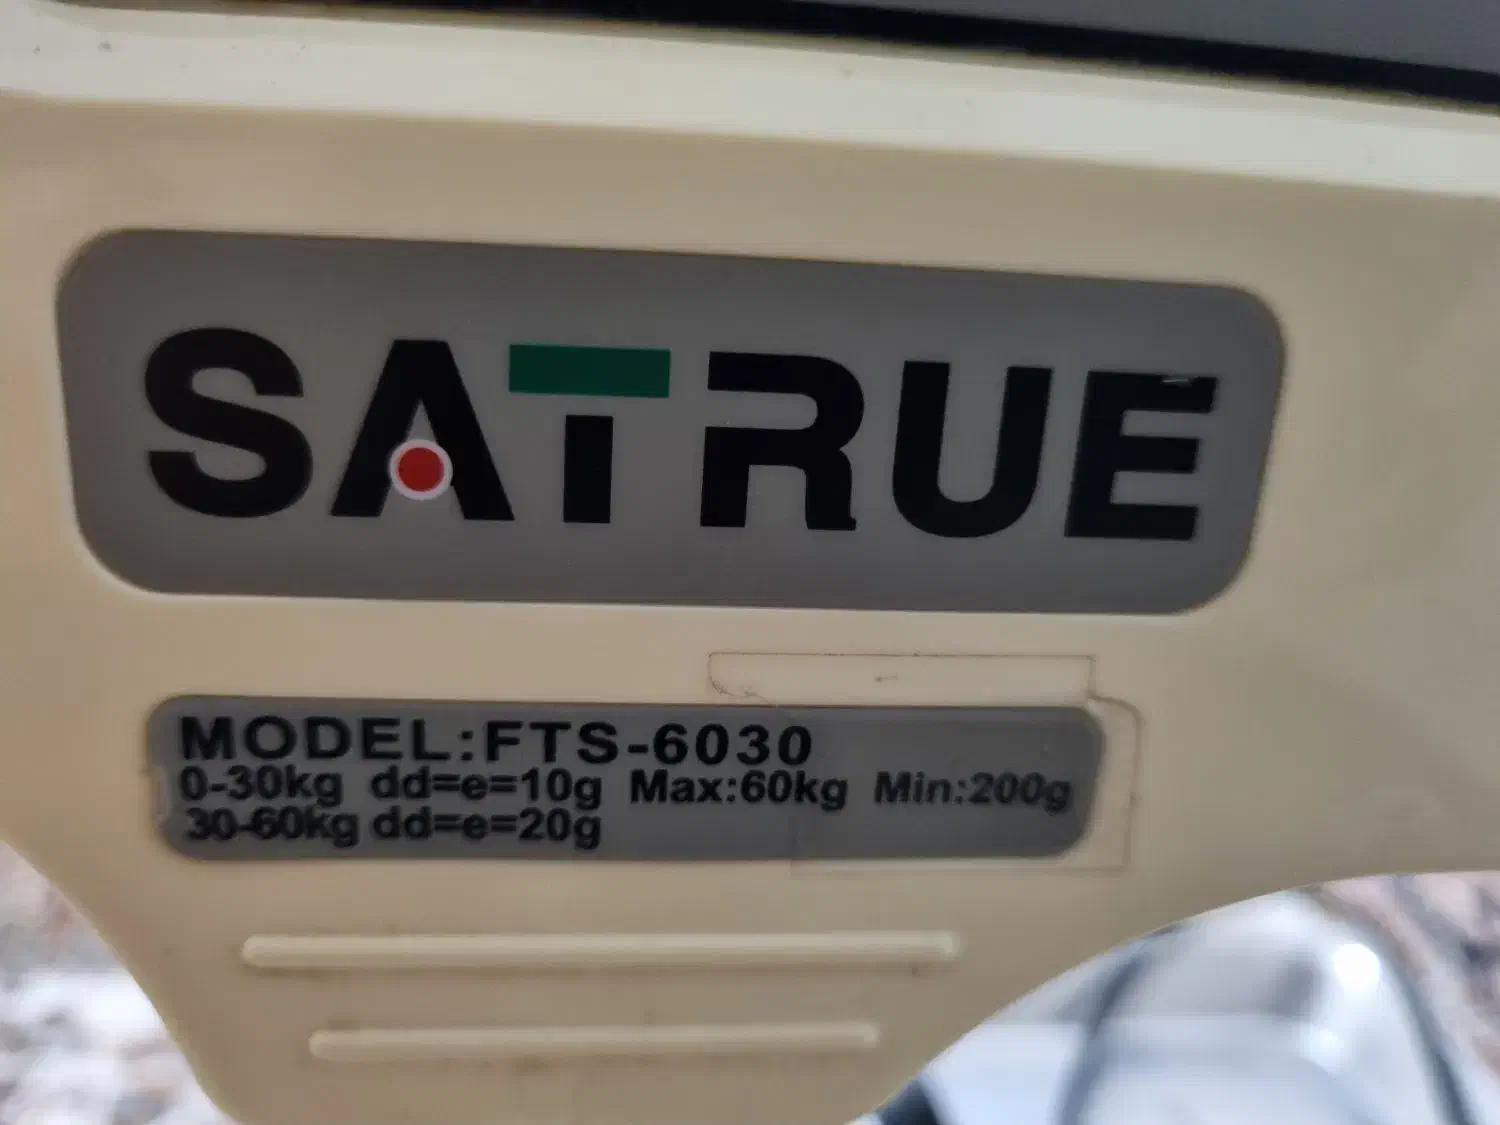 SATRUE
MODEL:FTS-6030
0-30kg dd=e=10g Max:60kg Min:200g
30-60kg dd=e=20g